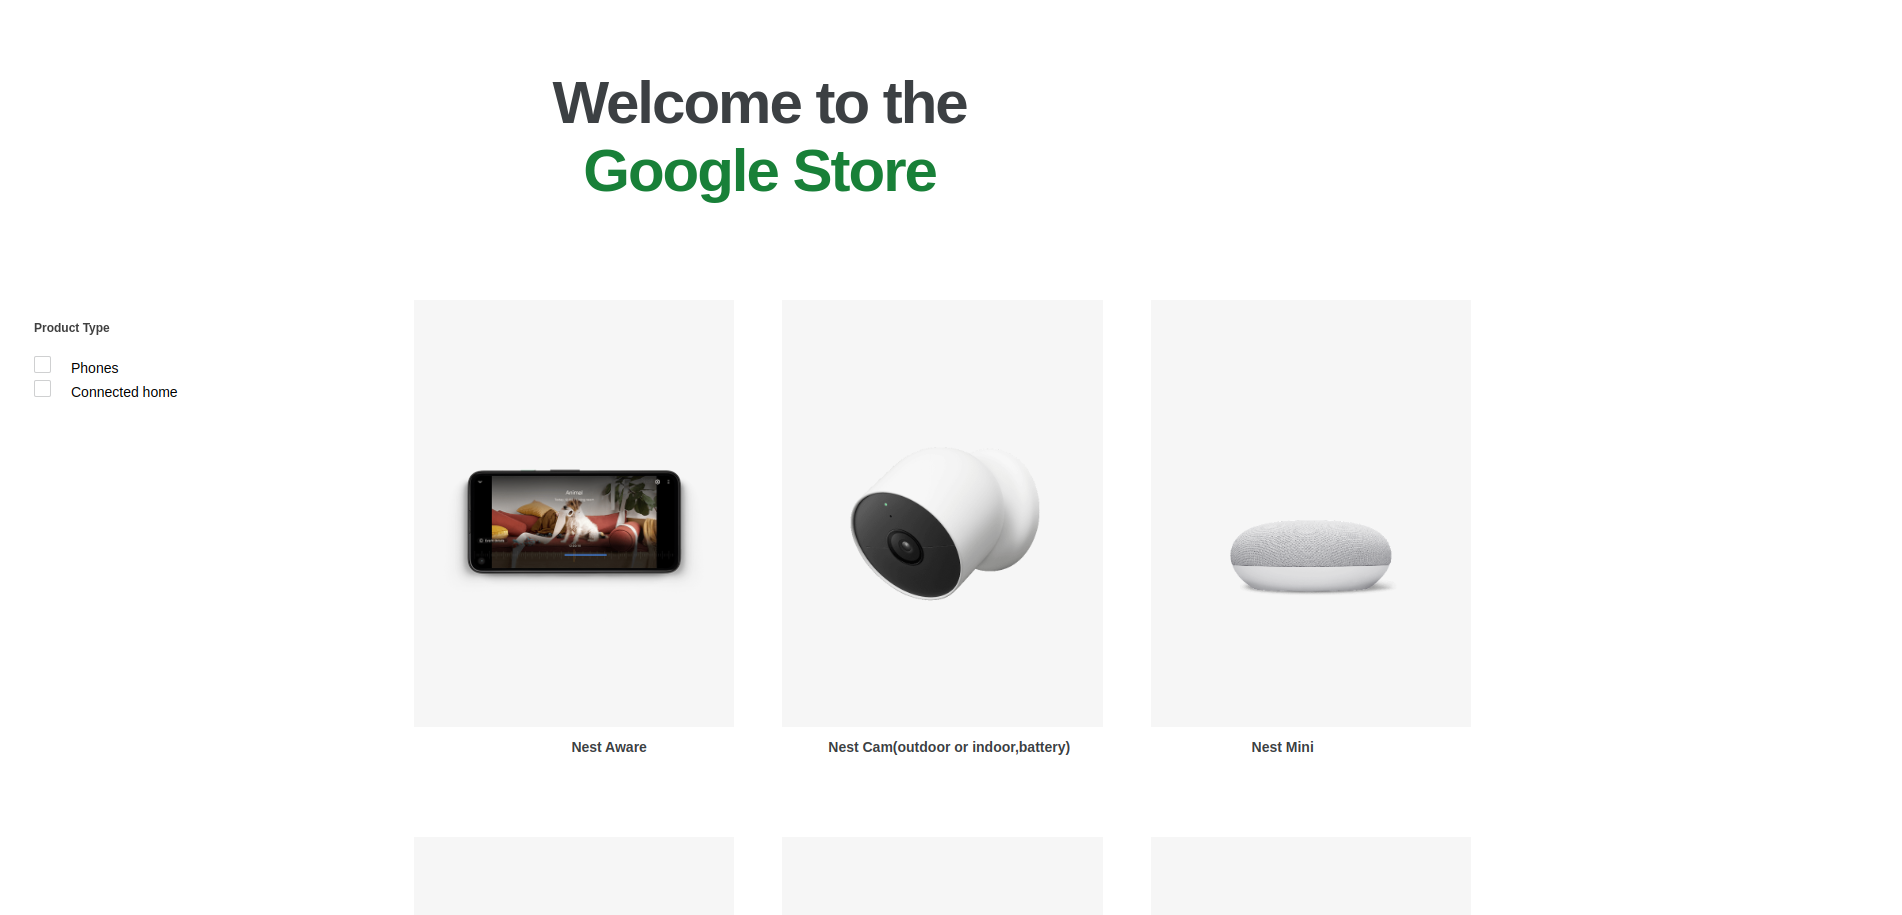 Welcome to the
Google Store
Product Type
Phones
Connected home
Animal
Nest Aware
Nest Cam(outdoor or indoor,battery)
Nest Mini